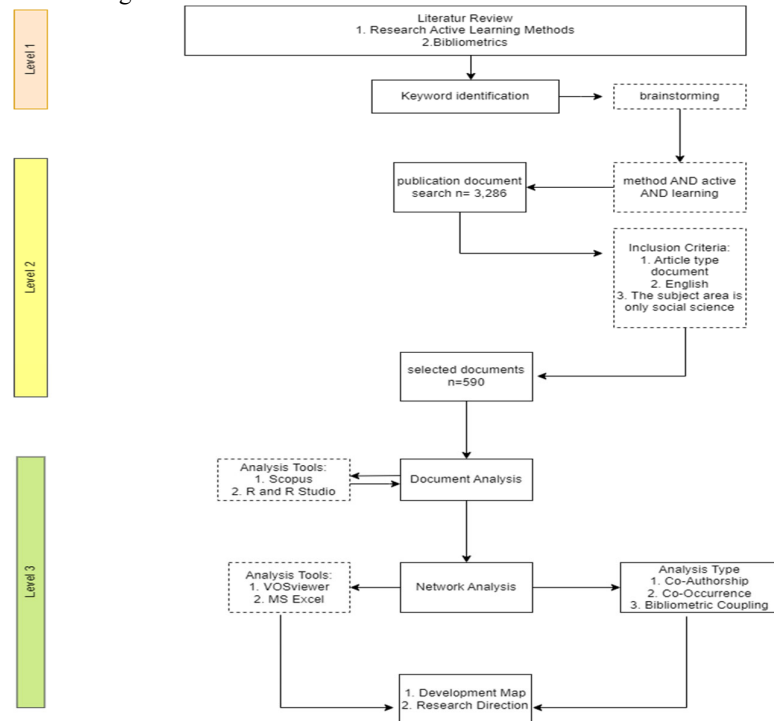 Literatur Review
1. Research Active Learning Methods
2.Bibliometrics
Level 1
Keyword identification
brainstorming
publication document
search n= 3,286
method AND active
AND learning
Level 2
Inclusion Criteria:
1. Article type
document
2. English
3. The subject area is
only social science
selected documents
n=590
Analysis Tools:
1. Scopus
2. R and R Studio
Document Analysis
Level 3
Analysis Tools:
1. VOSviewer
2. MS Excel
Network Analysis
Analysis Type
1. Co-Authorship
2. Co-Occurrence
3. Bibliometric Coupling
1. Development Map
2. Research Direction